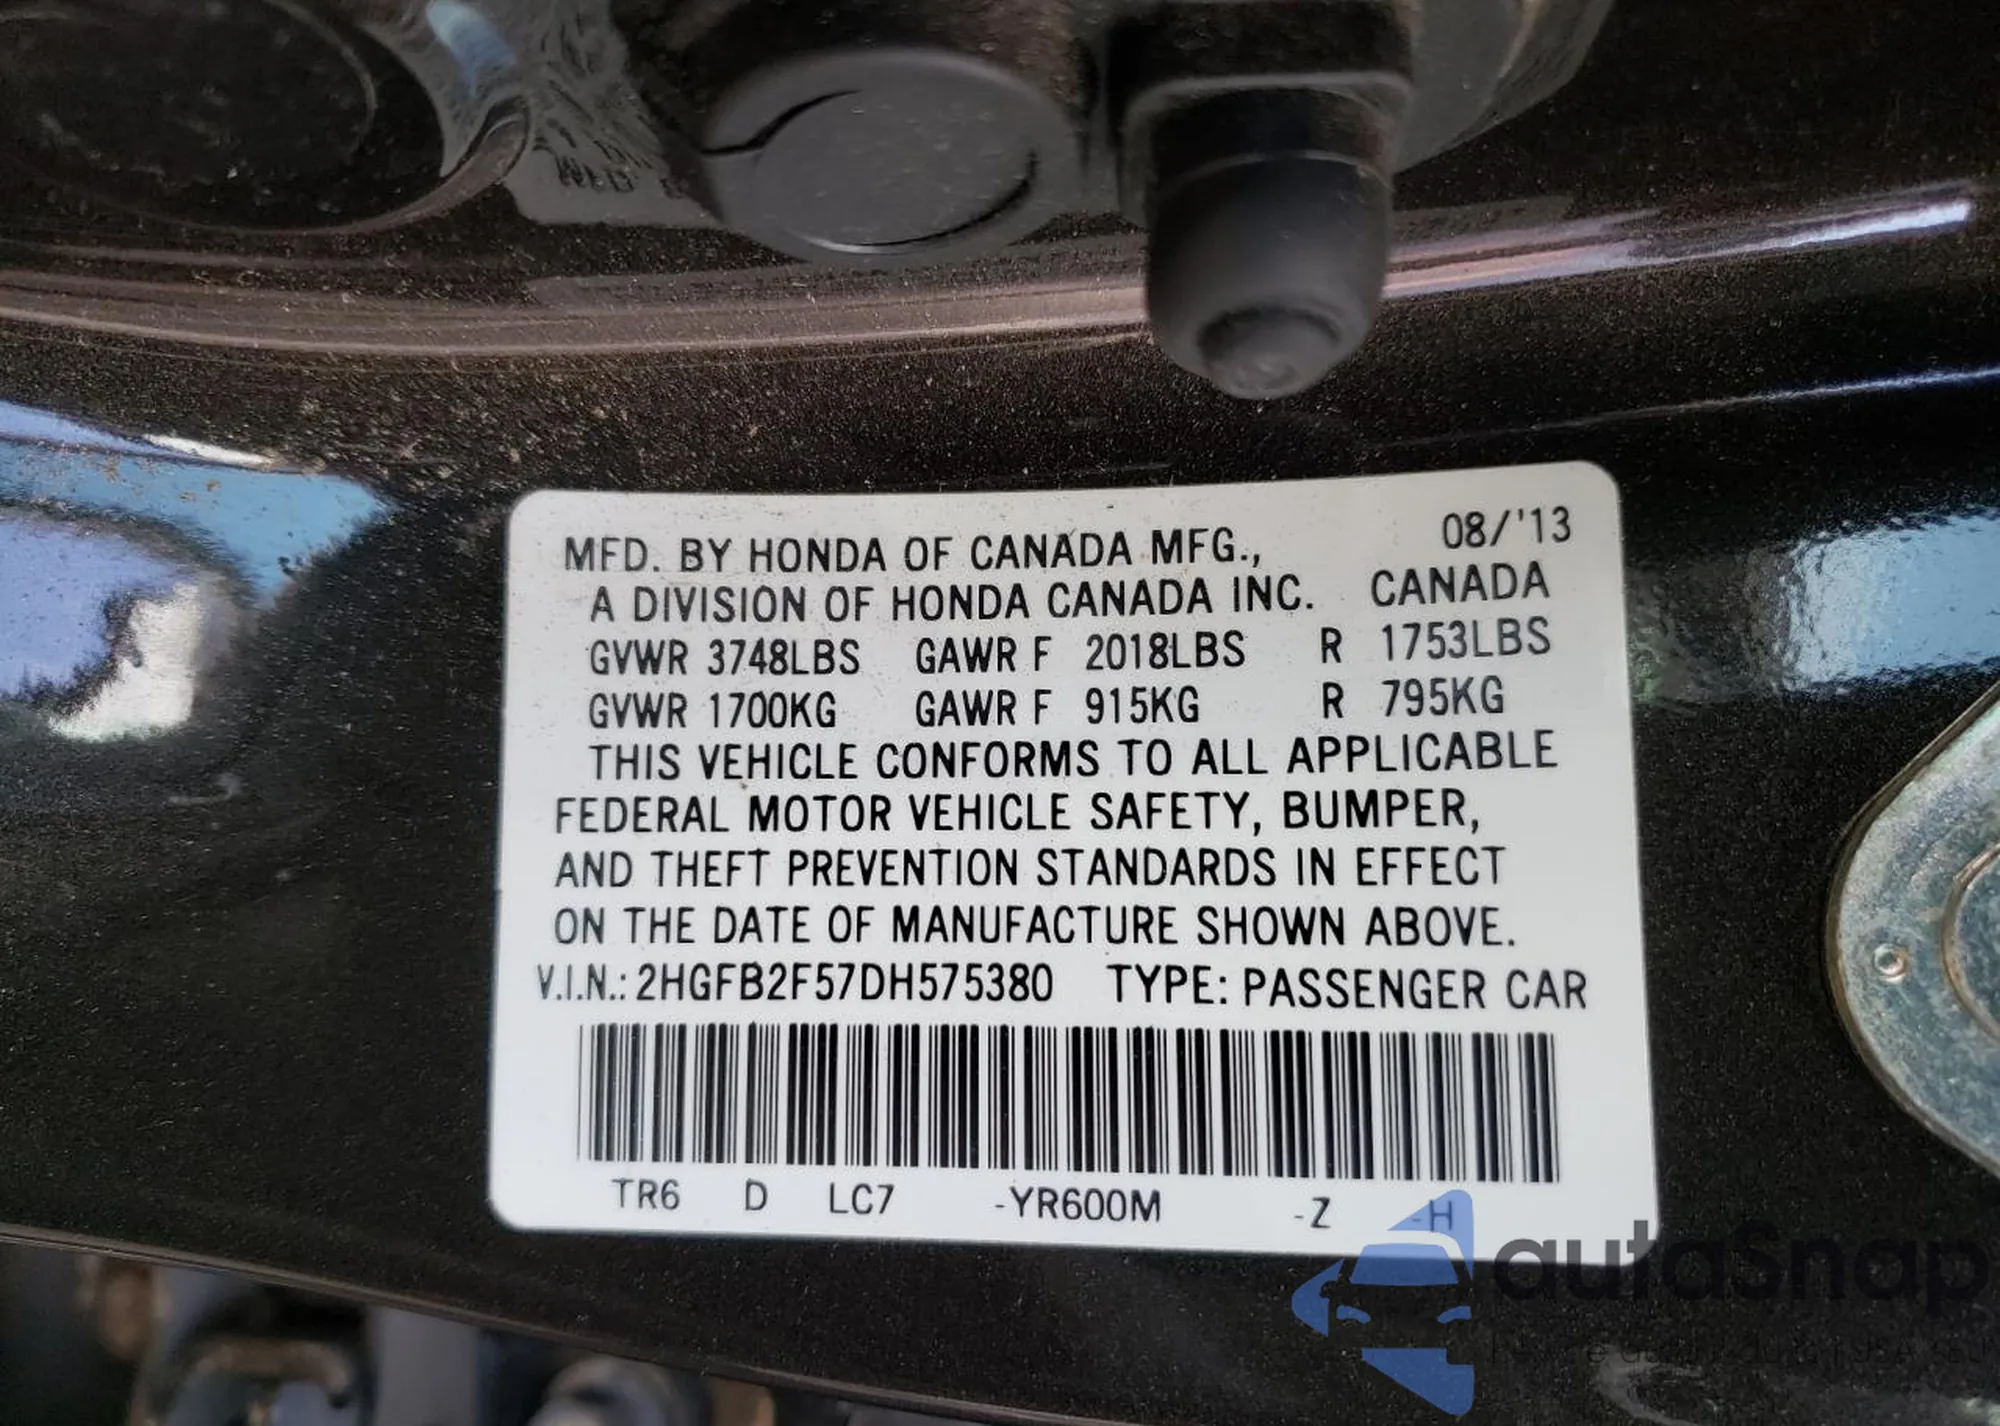 MFD. BY HONDA OF CANADA MFG., 08/'13
A DIVISION OF HONDA CANADA INC. CANADA
GVWR 3748LBS GAWR F 2018LBS R 1753LBS
GVWR 1700KG GAWR F 915KG R 795KG
THIS VEHICLE CONFORMS TO ALL APPLICABLE
FEDERAL MOTOR VEHICLE SAFETY, BUMPER,
AND THEFT PREVENTION STANDARDS IN EFFECT
ON THE DATE OF MANUFACTURE SHOWN ABOVE.
V.I.N.: 2HGFB2F57DH575380 TYPE: PASSENGER CAR
TR6 D LC7 -YR600M -Z -H
autaSnap